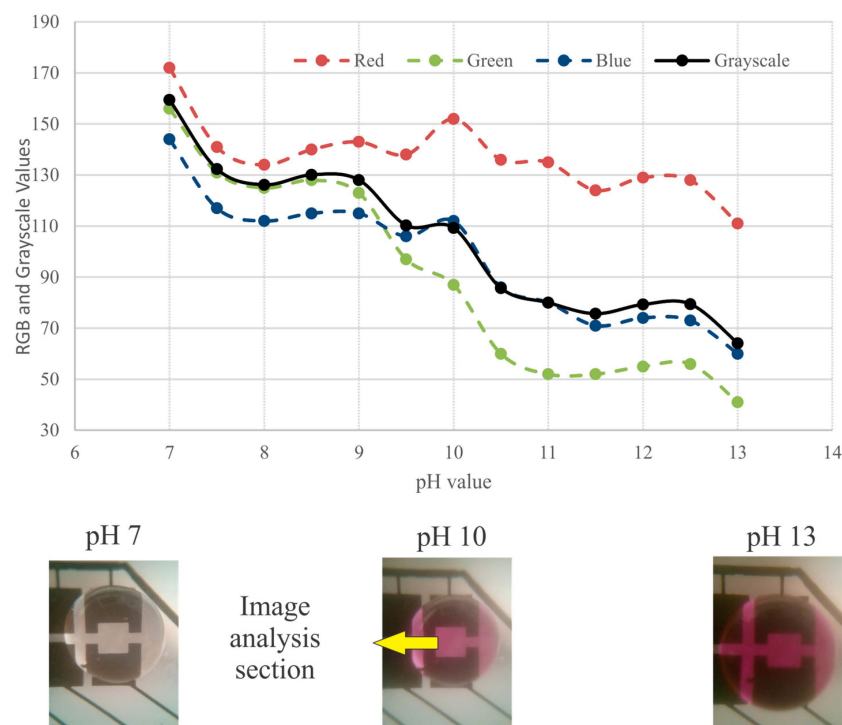 190
170
150
130
110
90
70
50
30
RGB and Grayscale Values
Red Green Blue Grayscale
6 7 8 9 10 11 12 13 14
pH value
pH 7
pH 10
pH 13
Image
analysis
section